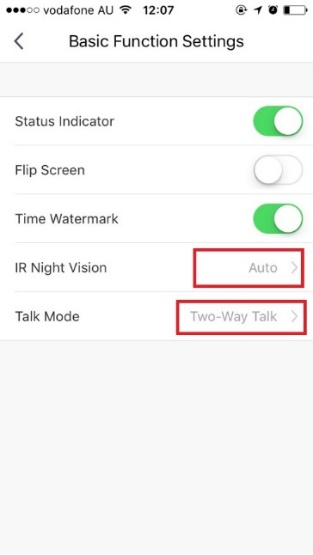 vodafone AU 12:07
Basic Function Settings
Status Indicator
Flip Screen
Time Watermark
IR Night Vision Auto
Talk Mode Two-Way Talk